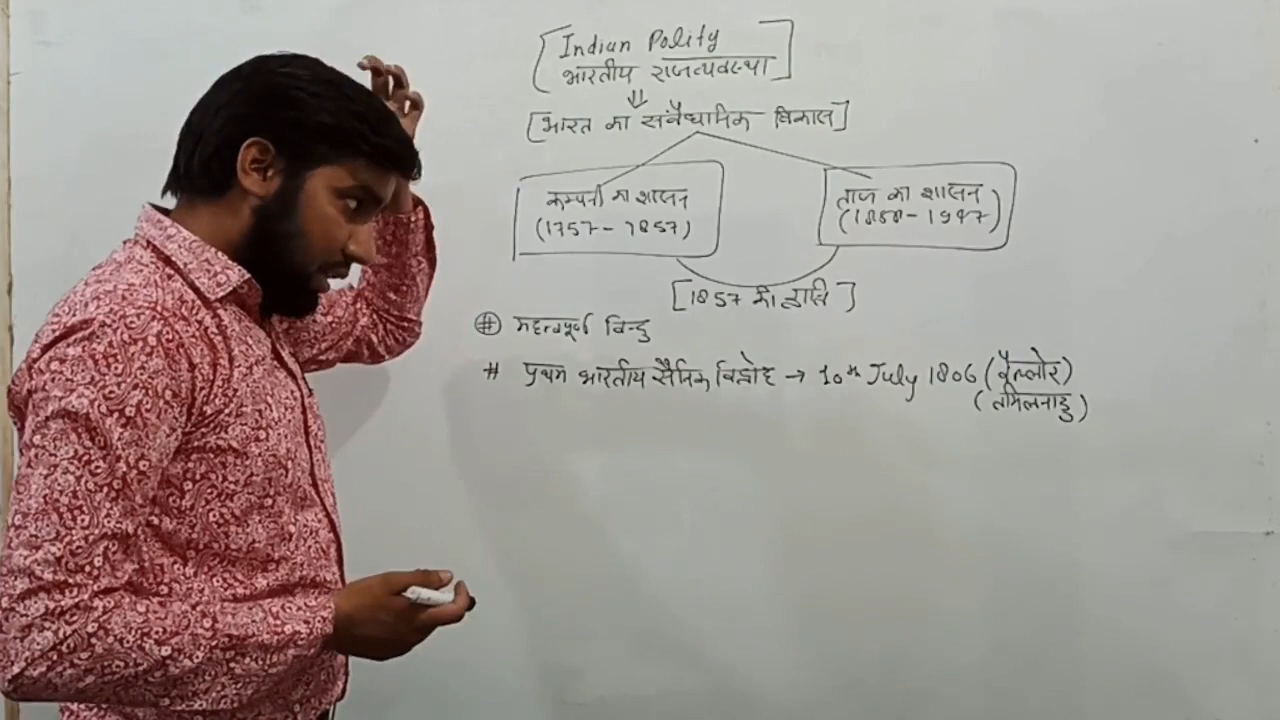 [Indian Polity
भारतीय राजव्यवस्था]
⇓
[भारत का संवैधानिक विकास]
कम्पनी का शासन
(1757 - 1857)
ताज का शासन
(1858 - 1947)
[1857 की क्रांति]
# महत्वपूर्ण बिन्दु
# प्रथम भारतीय सैनिक विद्रोह → 10th July 1806 (वैल्लोर)
(तमिलनाडु)